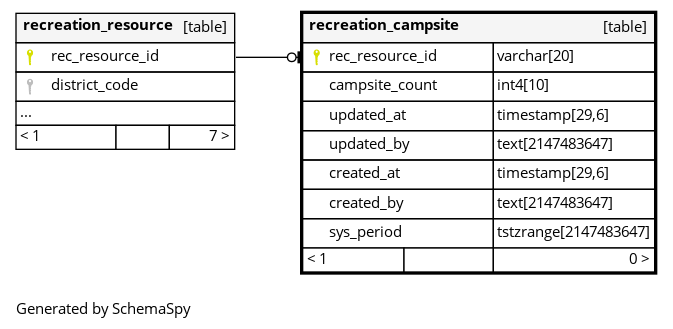 recreation_resource [table]
rec_resource_id
district_code
...
< 1 7 >
recreation_campsite [table]
rec_resource_id varchar[20]
campsite_count int4[10]
updated_at timestamp[29,6]
updated_by text[2147483647]
created_at timestamp[29,6]
created_by text[2147483647]
sys_period tstzrange[2147483647]
< 1 0 >
Generated by SchemaSpy